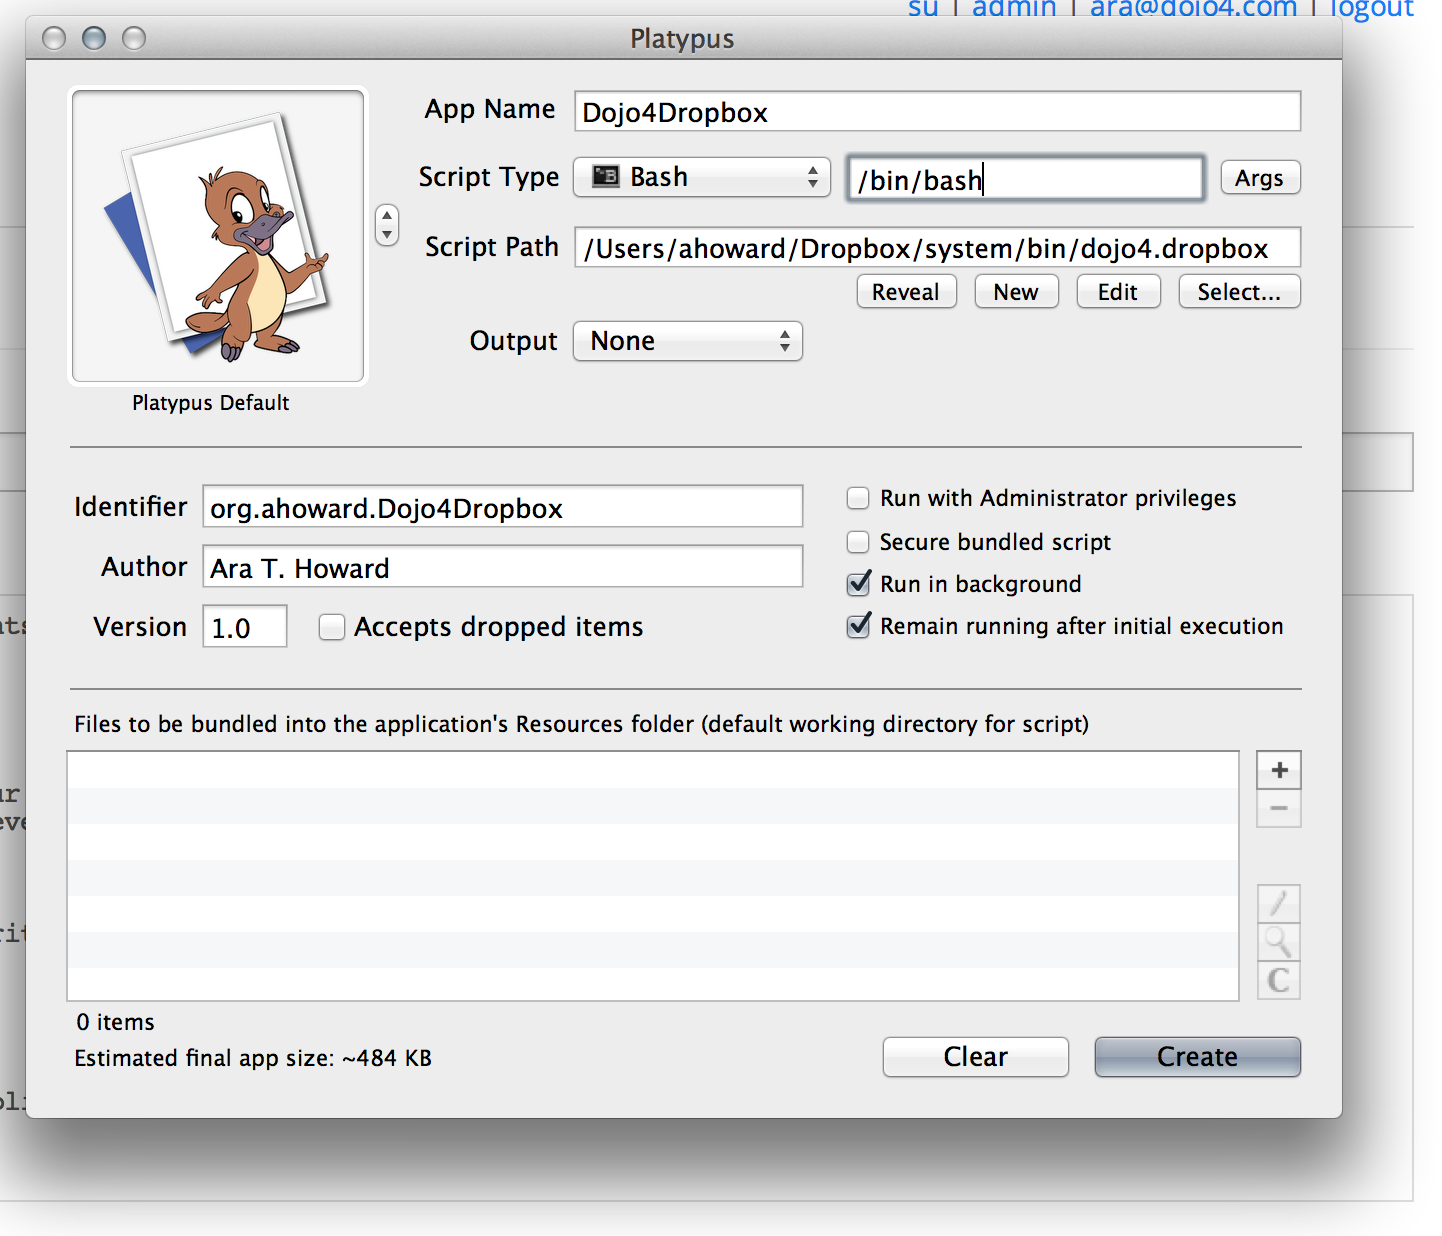 su | admin | ara@dojo4.com | logout
Platypus
App Name Dojo4Dropbox
Script Type Bash /bin/bash Args
Script Path /Users/ahoward/Dropbox/system/bin/dojo4.dropbox
Reveal New Edit Select...
Output None
Platypus Default
Identifier org.ahoward.Dojo4Dropbox
Author Ara T. Howard
Version 1.0 Accepts dropped items
Run with Administrator privileges
Secure bundled script
Run in background
Remain running after initial execution
Files to be bundled into the application's Resources folder (default working directory for script)
+
−
C
0 items
Estimated final app size: ~484 KB
Clear Create